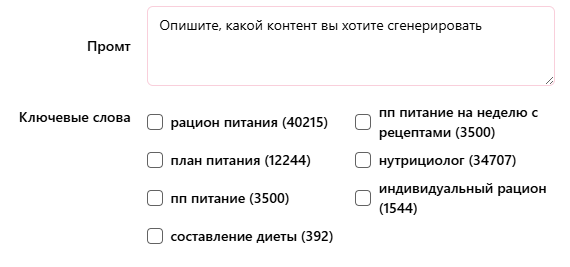 Промт
Опишите, какой контент вы хотите сгенерировать
Ключевые слова
рацион питания (40215)
пп питание на неделю с
рецептами (3500)
план питания (12244)
нутрициолог (34707)
пп питание (3500)
индивидуальный рацион
(1544)
составление диеты (392)